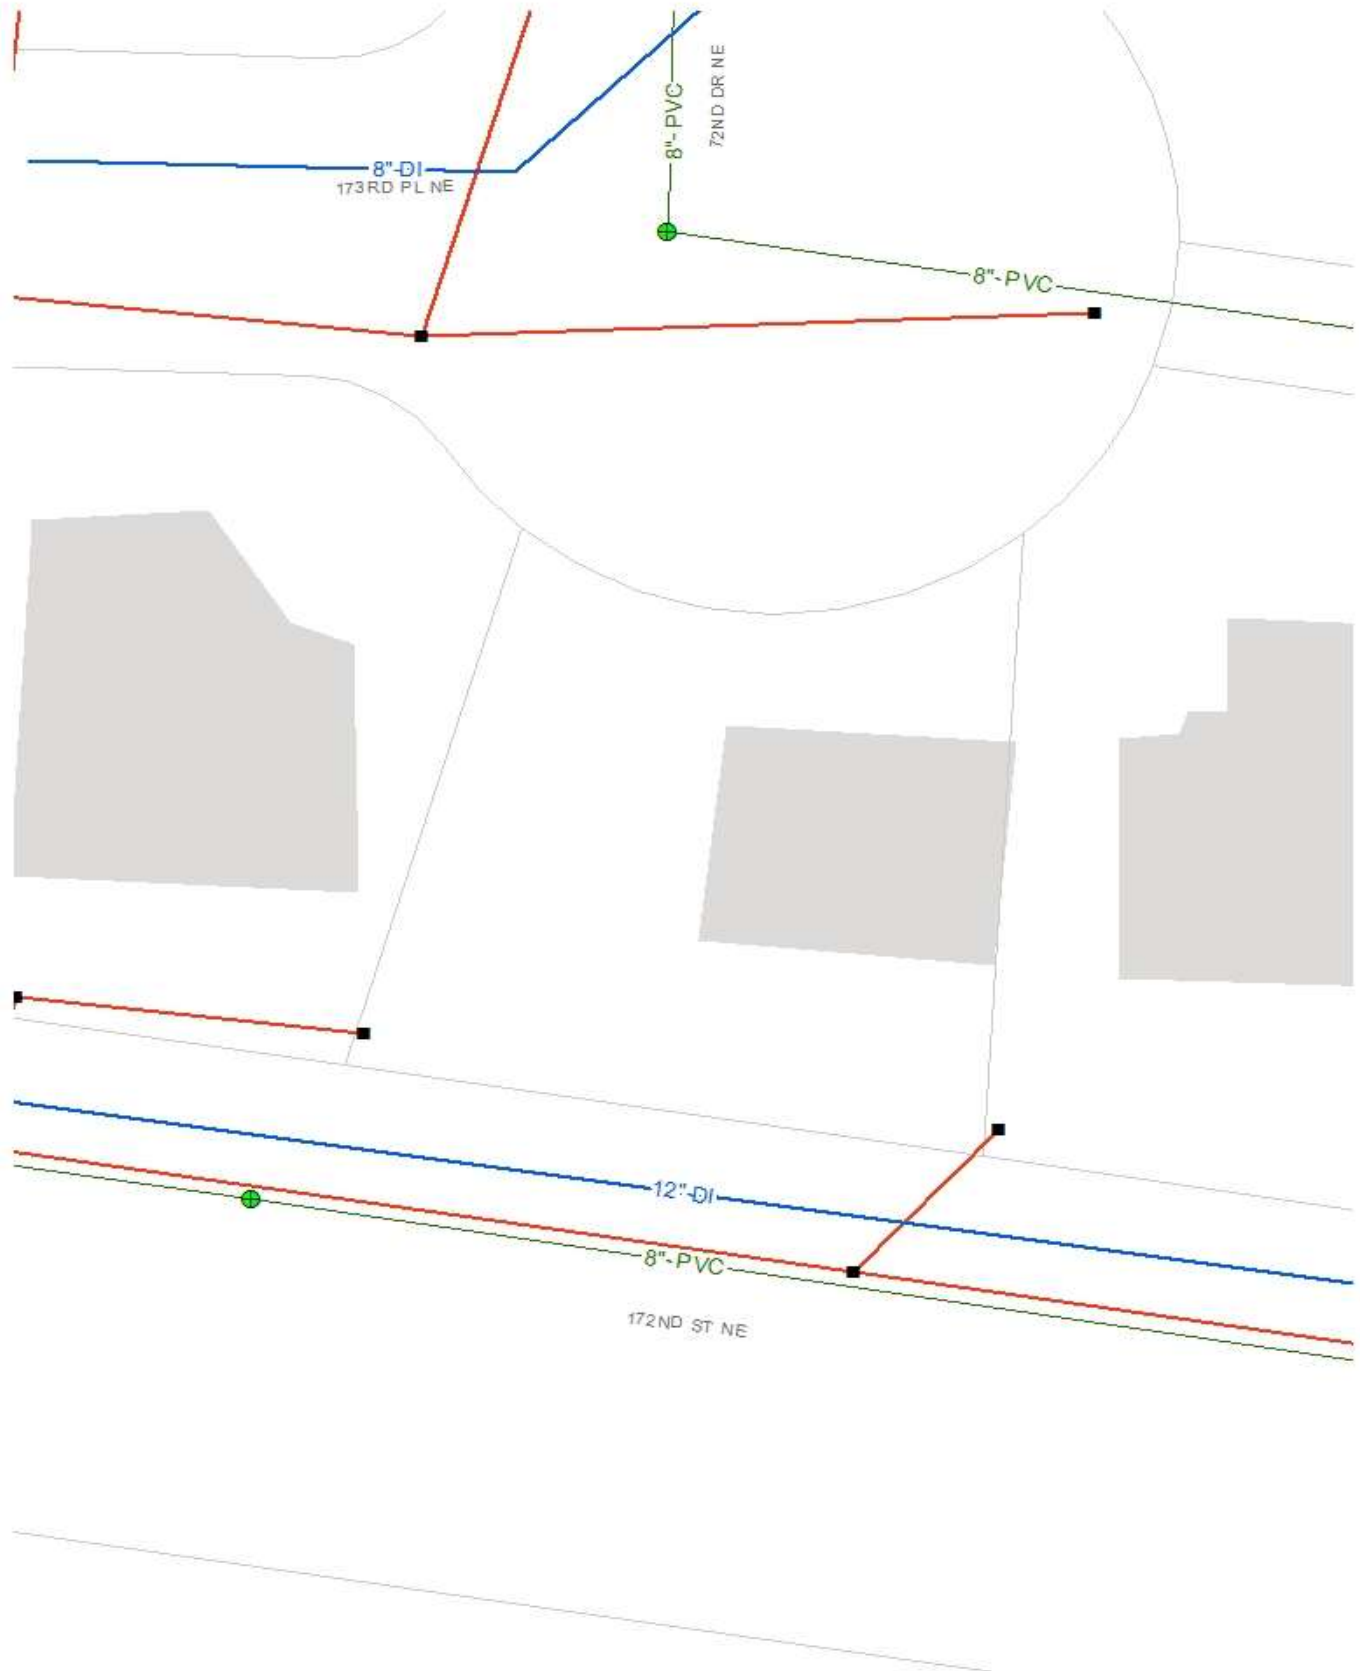 8"-PVC
72ND DR NE
8"-DI
173RD PL NE
8"-PVC
12"-DI
8"-PVC
172ND ST NE